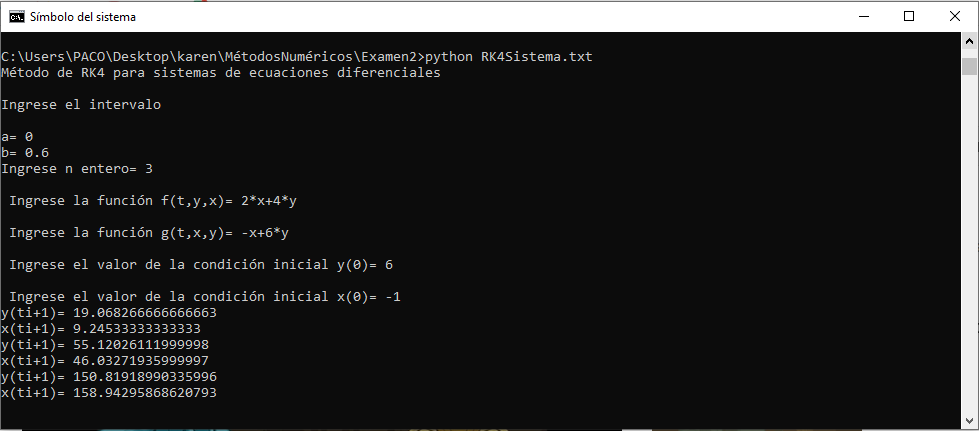 Símbolo del sistema
C:\Users\PACO\Desktop\karen\MétodosNuméricos\Examen2>python RK4Sistema.txt
Método de RK4 para sistemas de ecuaciones diferenciales
Ingrese el intervalo
a= 0
b= 0.6
Ingrese n entero= 3
Ingrese la función f(t,y,x)= 2*x+4*y
Ingrese la función g(t,x,y)= -x+6*y
Ingrese el valor de la condición inicial y(0)= 6
Ingrese el valor de la condición inicial x(0)= -1
y(ti+1)= 19.068266666666663
x(ti+1)= 9.24533333333333
y(ti+1)= 55.12026111999998
x(ti+1)= 46.03271935999997
y(ti+1)= 150.81918990335996
x(ti+1)= 158.94295868620793